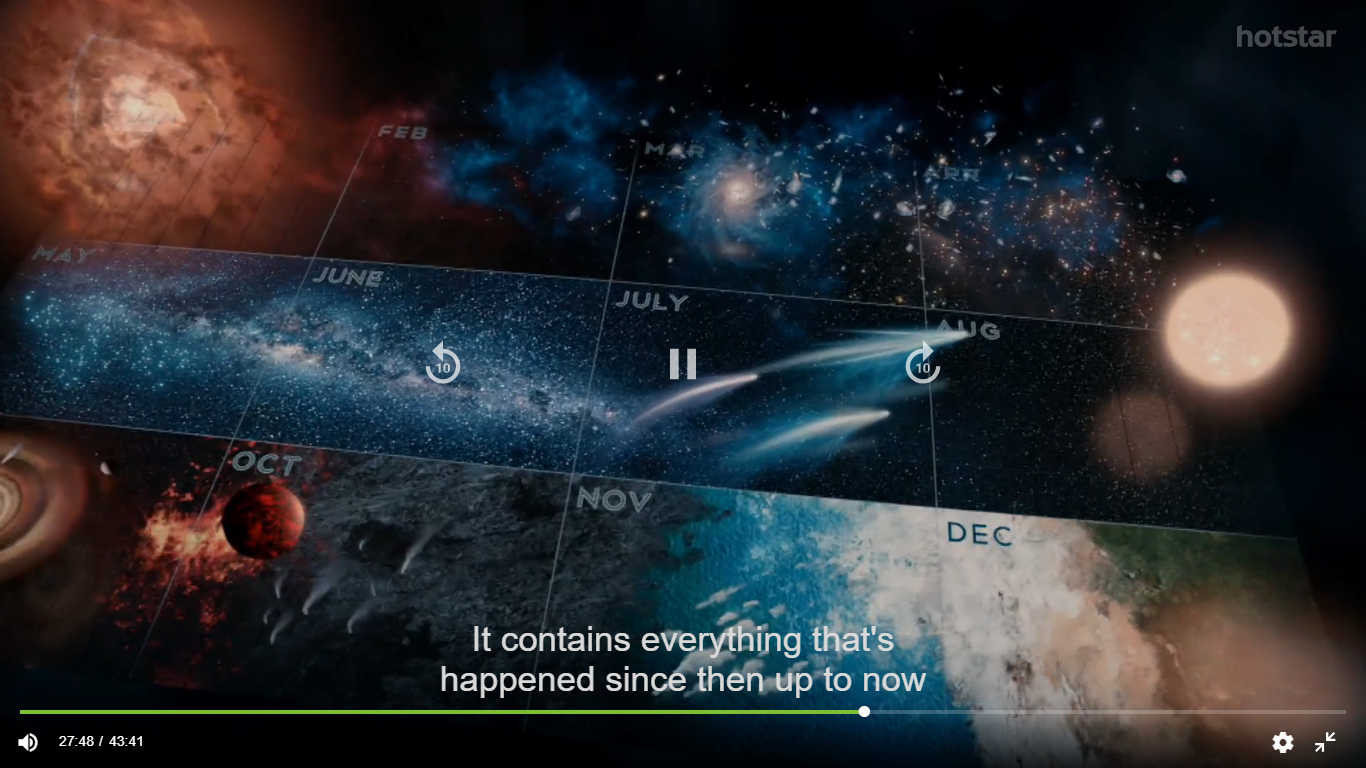 hotstar
FEB
MAR
APR
MAY
JUNE
JULY
AUG
10
10
OCT
NOV
DEC
It contains everything that's
happened since then up to now
27:48 / 43:41